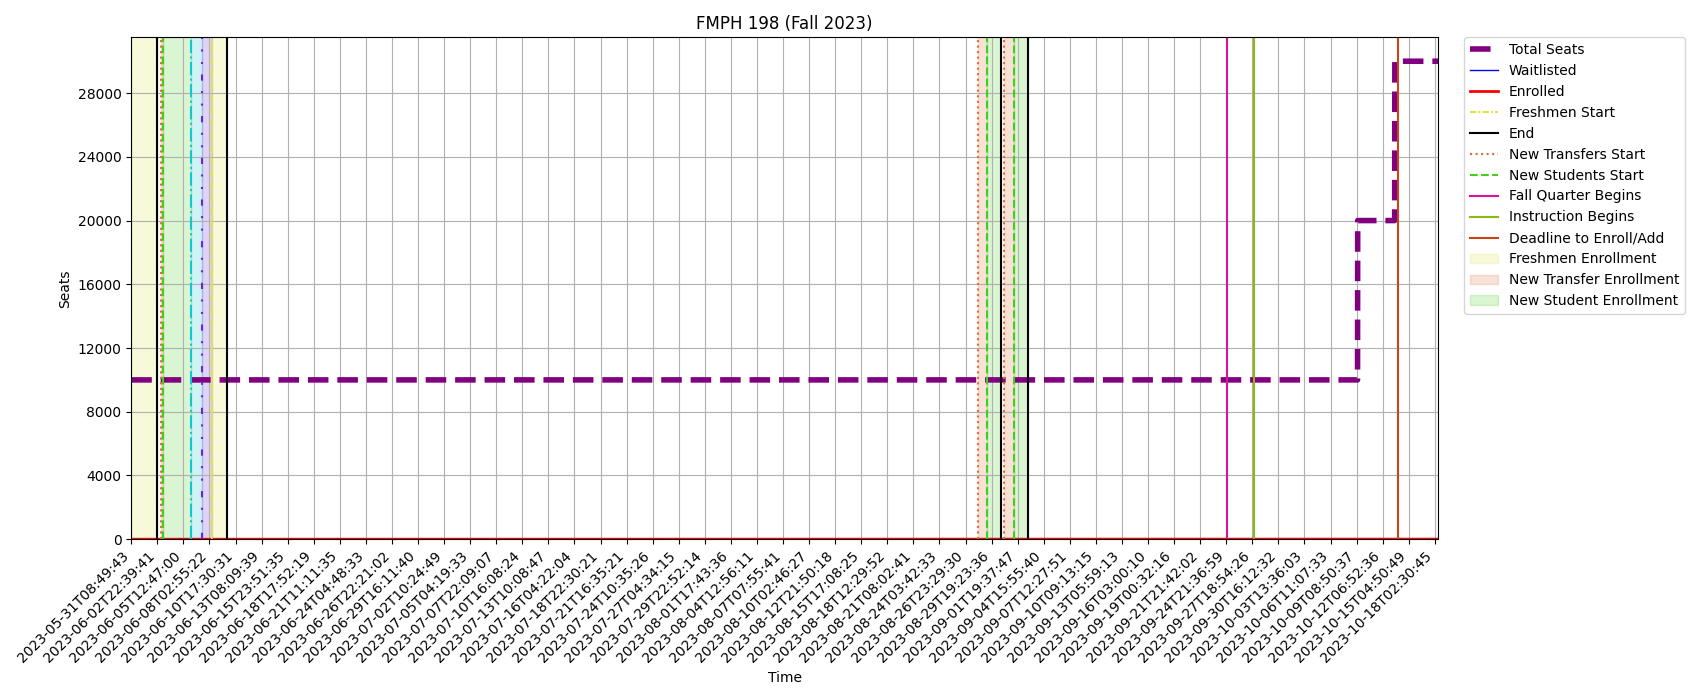 FMPH 198 (Fall 2023)
Seats
28000
24000
20000
16000
12000
8000
4000
0
2023-05-31T08:49:43
2023-06-02T22:39:41
2023-06-05T12:47:00
2023-06-08T02:55:22
2023-06-10T17:30:31
2023-06-13T08:09:39
2023-06-15T23:51:35
2023-06-18T17:52:19
2023-06-21T11:11:35
2023-06-24T04:48:33
2023-06-26T22:21:02
2023-06-29T16:11:40
2023-07-02T10:24:49
2023-07-05T04:19:33
2023-07-07T22:09:07
2023-07-10T16:08:24
2023-07-13T10:08:47
2023-07-16T04:22:04
2023-07-18T22:30:21
2023-07-21T16:35:21
2023-07-24T10:35:26
2023-07-27T04:34:15
2023-07-29T22:52:14
2023-08-01T17:43:36
2023-08-04T12:56:11
2023-08-07T07:55:41
2023-08-10T02:46:27
2023-08-12T21:50:18
2023-08-15T17:08:25
2023-08-18T12:29:52
2023-08-21T08:02:41
2023-08-24T03:42:33
2023-08-26T23:29:30
2023-08-29T19:23:36
2023-09-01T19:37:47
2023-09-04T15:55:40
2023-09-07T12:27:51
2023-09-10T09:13:15
2023-09-13T05:59:13
2023-09-16T03:00:10
2023-09-19T00:32:16
2023-09-21T21:42:02
2023-09-24T21:36:59
2023-09-27T18:54:26
2023-09-30T16:12:32
2023-10-03T13:36:03
2023-10-06T11:07:33
2023-10-09T08:50:37
2023-10-12T06:52:36
2023-10-15T04:50:49
2023-10-18T02:30:45
Time
Total Seats
Waitlisted
Enrolled
Freshmen Start
End
New Transfers Start
New Students Start
Fall Quarter Begins
Instruction Begins
Deadline to Enroll/Add
Freshmen Enrollment
New Transfer Enrollment
New Student Enrollment